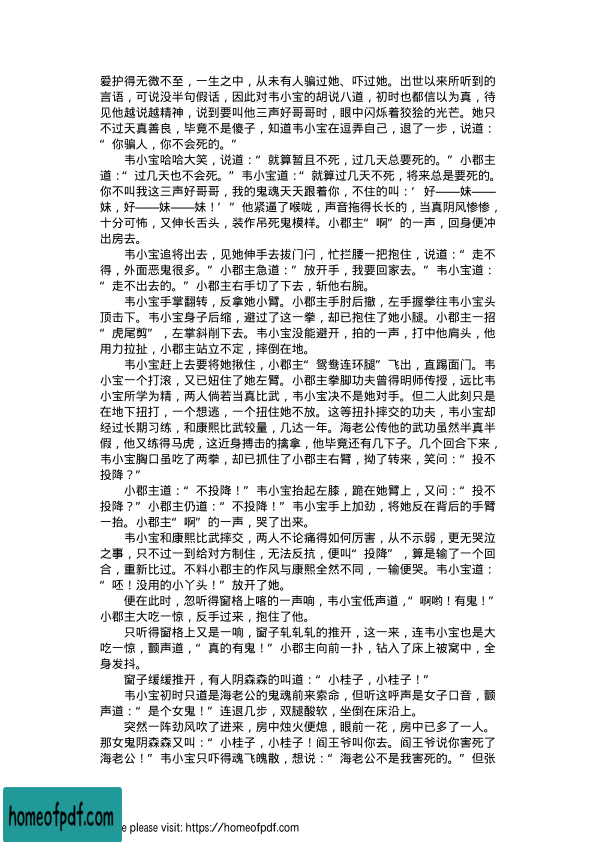 爱护得无微不至，一生之中，从未有人骗过她、吓过她。出世以来所听到的
言语，可说没半句假话，因此对韦小宝的胡说八道，初时也都信以为真，待
见他越说越精神，说到要叫他三声好哥哥时，眼中闪烁着狡狯的光芒。她只
不过天真善良，毕竟不是傻子，知道韦小宝在逗弄自己，退了一步，说道：
“你骗人，你不会死的。”
韦小宝哈哈大笑，说道：“就算暂且不死，过几天总要死的。”小郡主
道：“过几天也不会死。”韦小宝道：“就算过几天不死，将来总是要死的。
你不叫我这三声好哥哥，我的鬼魂天天跟着你，不住的叫：‘好——妹——
妹，好——妹——妹！’”他紧逼了喉咙，声音拖得长长的，当真阴风惨惨，
十分可怖，又伸长舌头，装作吊死鬼模样。小郡主“啊”的一声，回身便冲
出房去。
韦小宝追将出去，见她伸手去拔门闩，忙拦腰一把抱住，说道：“走不
得，外面恶鬼很多。”小郡主急道：“放开手，我要回家去。”韦小宝道：
“走不出去的。”小郡主右手切了下去，斩他右腕。
韦小宝手掌翻转，反拿她小臂。小郡主手肘后撤，左手握拳往韦小宝头
顶击下。韦小宝身子后缩，避过了这一拳，却已抱住了她小腿。小郡主一招
“虎尾剪”，左掌斜削下去。韦小宝没能避开，拍的一声，打中他肩头，他
用力拉扯，小郡主站立不定，摔倒在地。
韦小宝赶上去要将她揪住，小郡主“鸳鸯连环腿”飞出，直踢面门。韦
小宝一个打滚，又已扭住了她左臂。小郡主拳脚功夫曾得明师传授，远比韦
小宝所学为精，两人倘若当真比武，韦小宝决不是她对手。但二人此刻只是
在地下扭打，一个想逃，一个扭住她不放。这等扭扑摔交的功夫，韦小宝却
经过长期习练，和康熙比武较量，几达一年。海老公传他的武功虽然半真半
假，他又练得马虎，这近身搏击的擒拿，他毕竟还有几下子。几个回合下来，
韦小宝胸口虽吃了两拳，却已抓住了小郡主右臂，拗了转来，笑问：“投不
投降？”
小郡主道：“不投降！”韦小宝抬起左膝，跪在她臂上，又问：“投不
投降？”小郡主仍道：“不投降！”韦小宝手上加劲，将她反在背后的手臂
一抬。小郡主“啊”的一声，哭了出来。
韦小宝和康熙比武摔交，两人不论痛得如何厉害，从不示弱，更无哭泣
之事，只不过一到给对方制住，无法反抗，便叫“投降”，算是输了一个回
合，重新比过。不料小郡主的作风与康熙全然不同，一输便哭。韦小宝道：
“呸！没用的小丫头！”放开了她。
便在此时，忽听得窗格上喀的一声响，韦小宝低声道，“啊哟！有鬼！”
小郡主大吃一惊，反手过来，抱住了他。
只听得窗格上又是一响，窗子轧轧轧的推开，这一来，连韦小宝也是大
吃一惊，颤声道，“真的有鬼！”小郡主向前一扑，钻入了床上被窝中，全
身发抖。
窗子缓缓推开，有人阴森森的叫道：“小桂子，小桂子！”
韦小宝初时只道是海老公的鬼魂前来索命，但听这呼声是女子口音，颤
声道：“是个女鬼！”连退几步，双腿酸软，坐倒在床沿上。
突然一阵劲风吹了进来，房中烛火便熄，眼前一花，房中已多了一人。
那女鬼阴森森又叫：“小桂子，小桂子！阎王爷叫你去。阎王爷说你害死了
海老公！”韦小宝只吓得魂飞魄散，想说：“海老公不是我害死的。”但张
homeofpdf.com
e please visit: https://homeofpdf.com